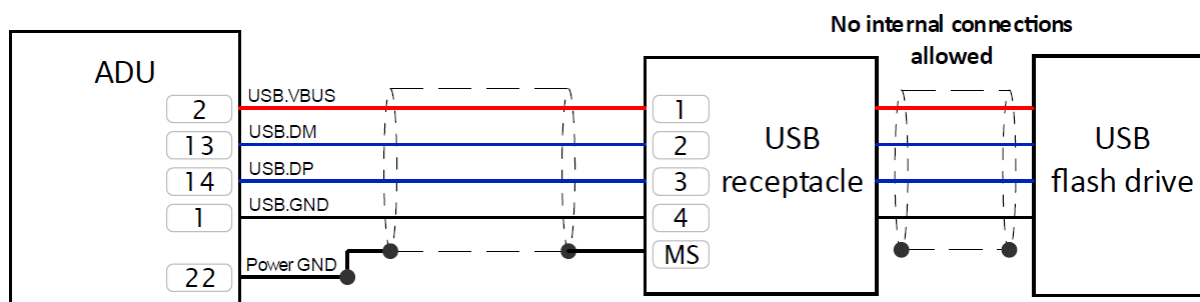 No internal connections
allowed
ADU
2
USB.VBUS
1
13
USB.DM
2
USB
receptacle
USB
flash drive
14
USB.DP
3
1
USB.GND
4
MS
22
Power GND